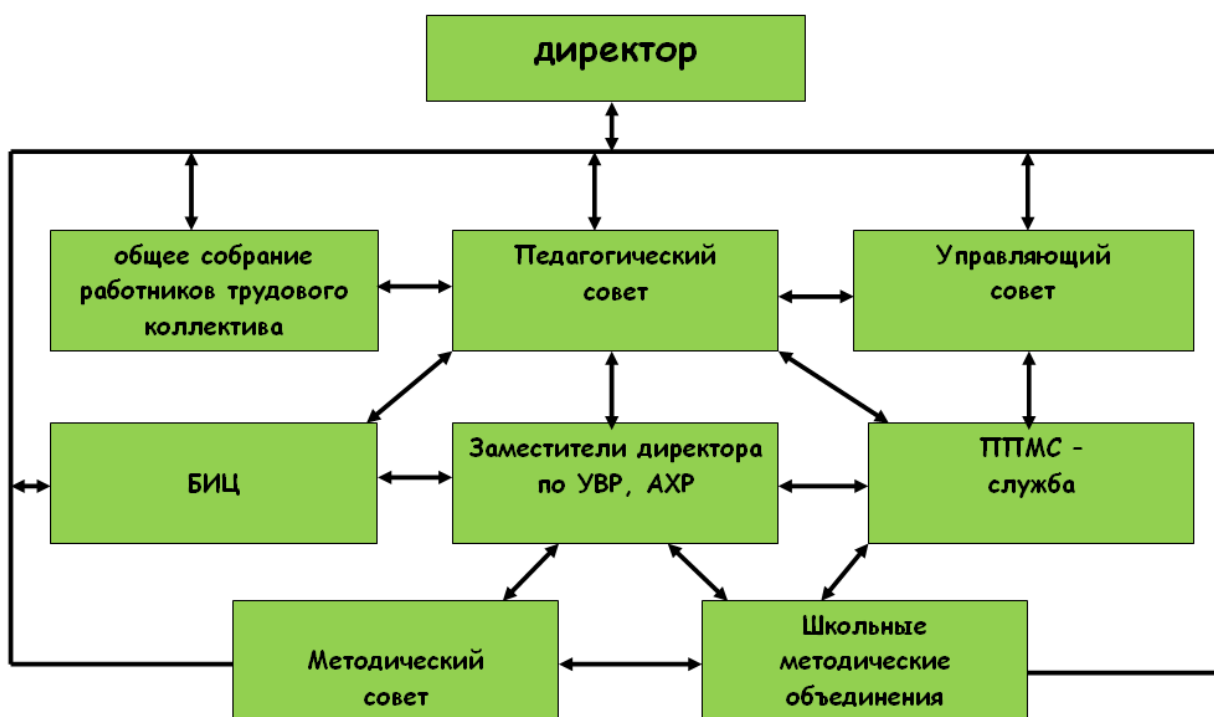 директор
общее собрание
работников трудового
коллектива
Педагогический
совет
Управляющий
совет
БИЦ
Заместители директора
по УВР, АХР
ППМС -
служба
Методический
совет
Школьные
методические
объединения